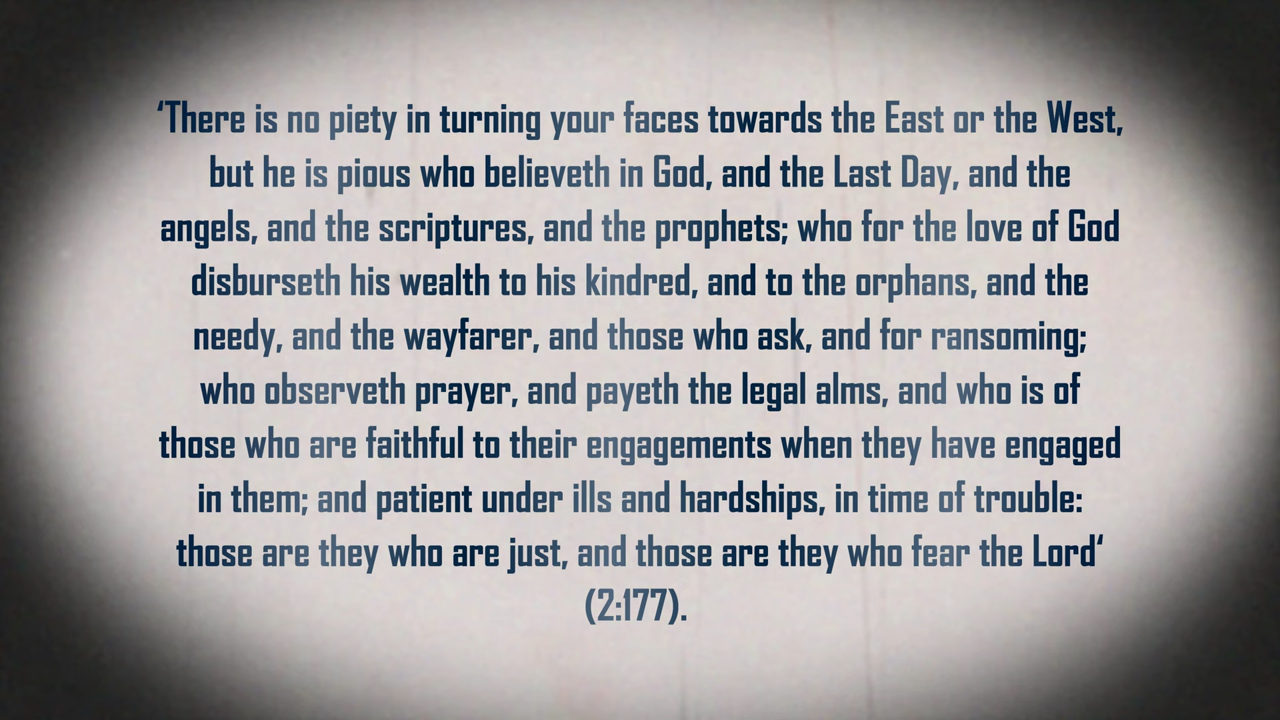 ‘There is no piety in turning your faces towards the East or the West,
but he is pious who believeth in God, and the Last Day, and the
angels, and the scriptures, and the prophets; who for the love of God
disburseth his wealth to his kindred, and to the orphans, and the
needy, and the wayfarer, and those who ask, and for ransoming;
who observeth prayer, and payeth the legal alms, and who is of
those who are faithful to their engagements when they have engaged
in them; and patient under ills and hardships, in time of trouble:
those are they who are just, and those are they who fear the Lord‘
(2:177).